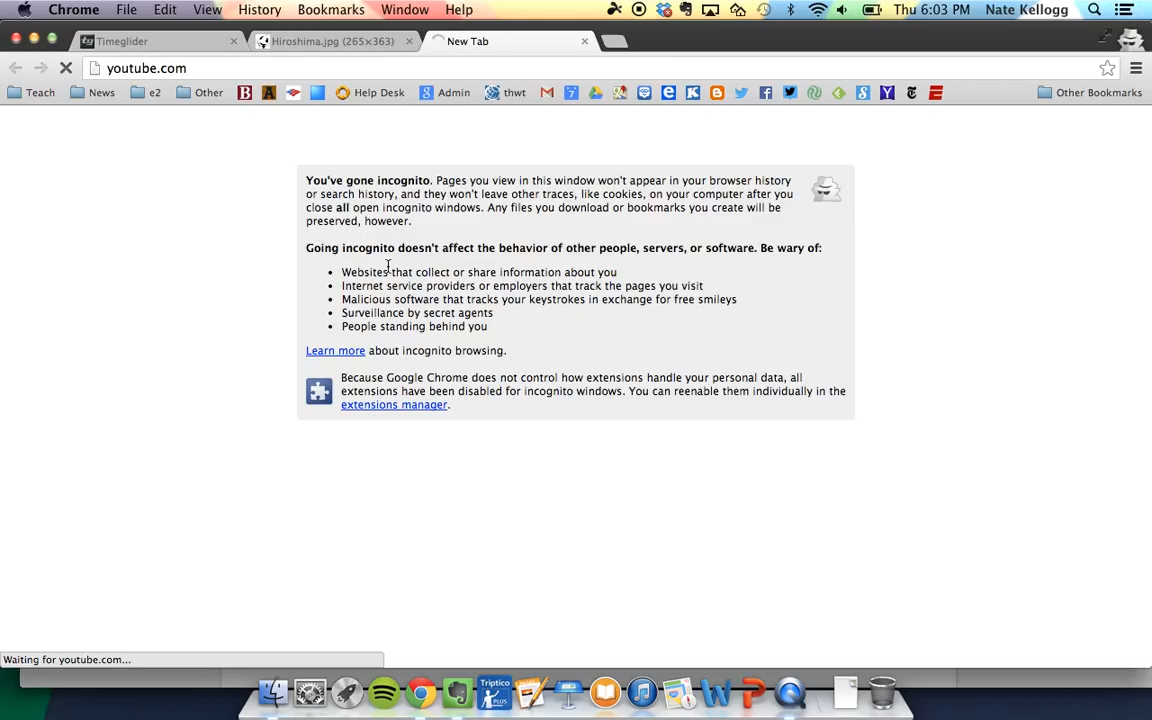 Chrome File Edit View History Bookmarks Window Help Thu 6:03 PM Nate Kellogg
Timeglider Hiroshima.jpg (265×363) New Tab
youtube.com
Teach News e2 Other B A Help Desk Admin thwt Other Bookmarks
You've gone incognito. Pages you view in this window won't appear in your browser history
or search history, and they won't leave other traces, like cookies, on your computer after you
close all open incognito windows. Any files you download or bookmarks you create will be
preserved, however.
Going incognito doesn't affect the behavior of other people, servers, or software. Be wary of:
• Websites that collect or share information about you
• Internet service providers or employers that track the pages you visit
• Malicious software that tracks your keystrokes in exchange for free smileys
• Surveillance by secret agents
• People standing behind you
Learn more about incognito browsing.
Because Google Chrome does not control how extensions handle your personal data, all
extensions have been disabled for incognito windows. You can reenable them individually in the
extensions manager.
Waiting for youtube.com...
Triptico
PLUS